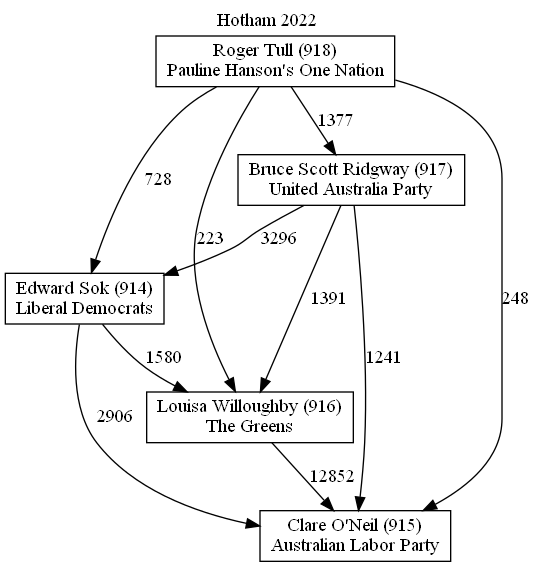 Hotham 2022
Roger Tull (918)
Pauline Hanson's One Nation
1377
Bruce Scott Ridgway (917)
United Australia Party
728
223
3296
Edward Sok (914)
Liberal Democrats
1391
248
1580
1241
Louisa Willoughby (916)
The Greens
2906
12852
Clare O'Neil (915)
Australian Labor Party